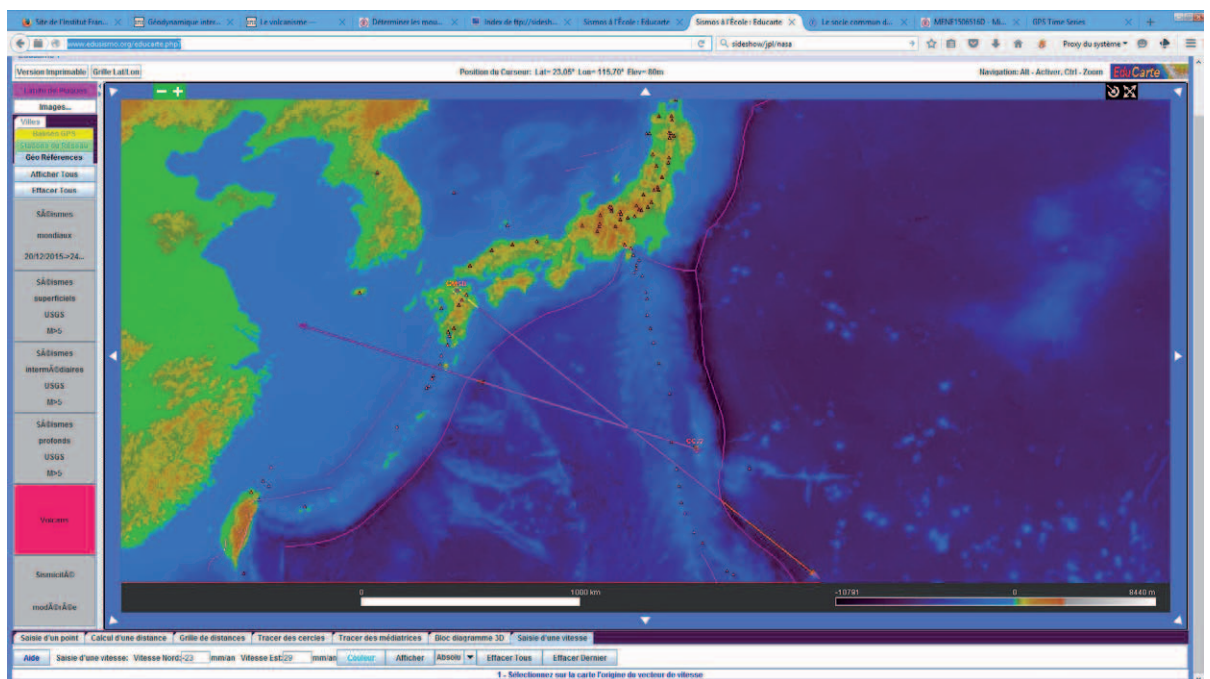 Site de l'Institut Fran...
Géodynamique inter...
Le volcanisme —
Déterminer les mou...
Index de ftp://sidesh...
Sismos à l'École : Educarte
Sismos à l'École : Educarte
Le socle commun d...
MENE1506516D - Mi...
GPS Time Series
www.edusismo.org/educarte.php?
sideshow/jpl/nasa
Proxy du système
Version Imprimable
Grille Lat/Lon
Position du Curseur: Lat= 23,05° Lon= 115,70° Elev= 80m
Navigation: Alt - Activer, Ctrl - Zoom
EduCarte
Images...
Villes
Balises GPS
Géo Références
Afficher Tous
Effacer Tous
SÃ©ismes
mondiaux
20/12/2015->24...
SÃ©ismes
superficiels
USGS
M>5
SÃ©ismes
intermÃ©diaires
USGS
M>5
SÃ©ismes
profonds
USGS
M>5
Volcans
SismicitÃ©
modÃ©rÃ©e
0
1000 km
-10791
0
8440 m
Saisie d'un point
Calcul d'une distance
Grille de distances
Tracer des cercles
Tracer des médiatrices
Bloc diagramme 3D
Saisie d'une vitesse
Aide
Saisie d'une vitesse: Vitesse Nord: -23 mm/an Vitesse Est: 29 mm/an
Couleur
Afficher
Absolu
Effacer Tous
Effacer Dernier
1 - Sélectionnez sur la carte l'origine du vecteur de vitesse